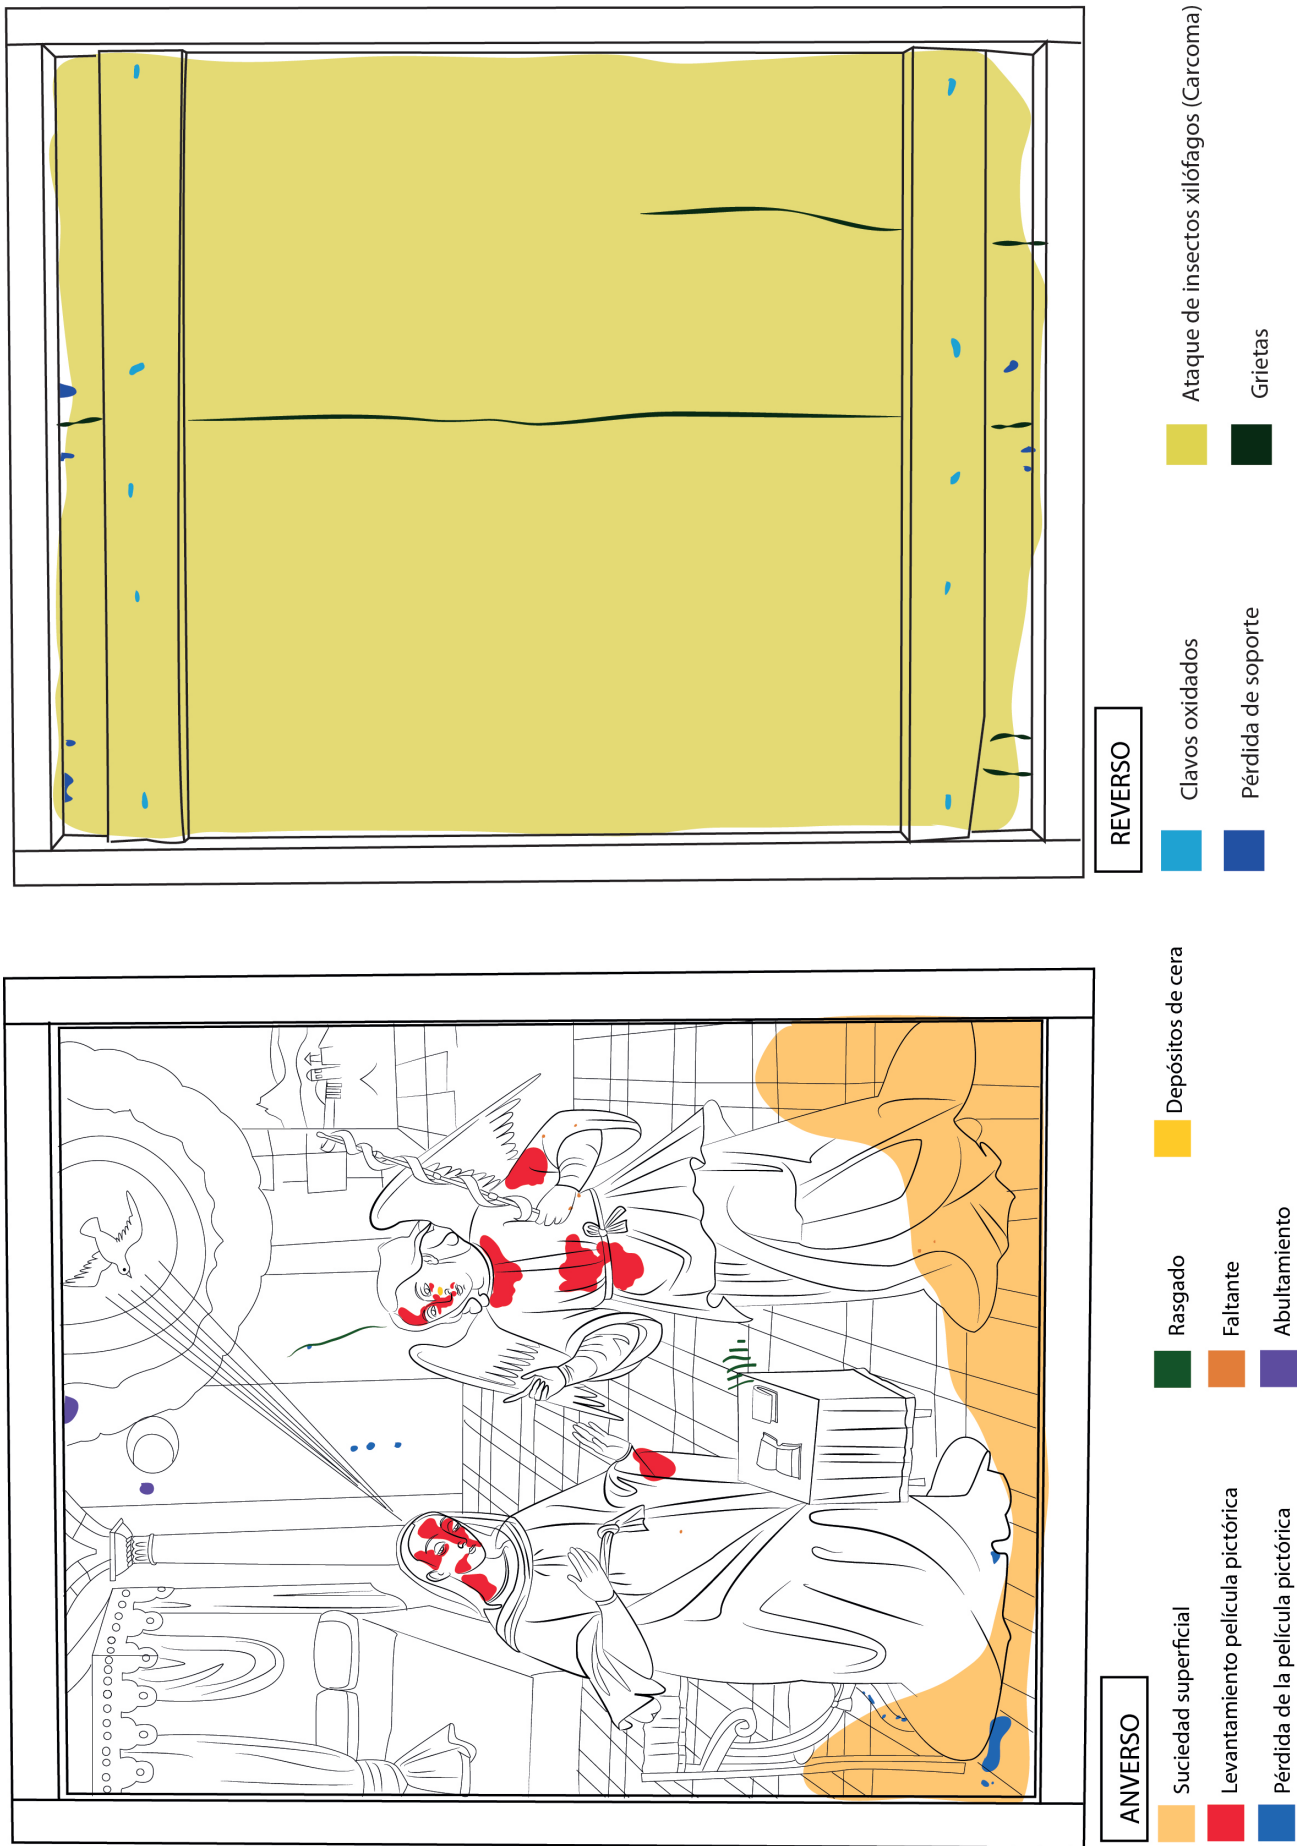 ANVERSO
Suciedad superficial
Levantamiento película pictórica
Pérdida de la película pictórica
Rasgado
Faltante
Abultamiento
Depósitos de cera
REVERSO
Clavos oxidados
Pérdida de soporte
Ataque de insectos xilófagos (Carcoma)
Grietas